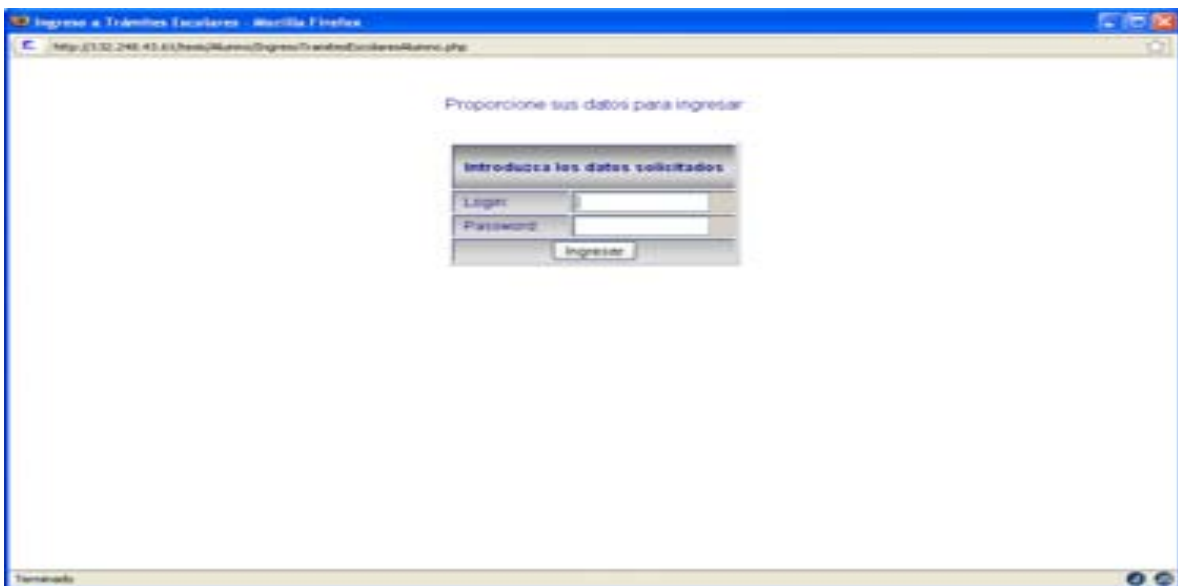 Ingreso a Trámites Escolares - Mozilla Firefox
Proporcione sus datos para ingresar
Introduzca los datos solicitados
Login
Password
Ingresar
Terminado